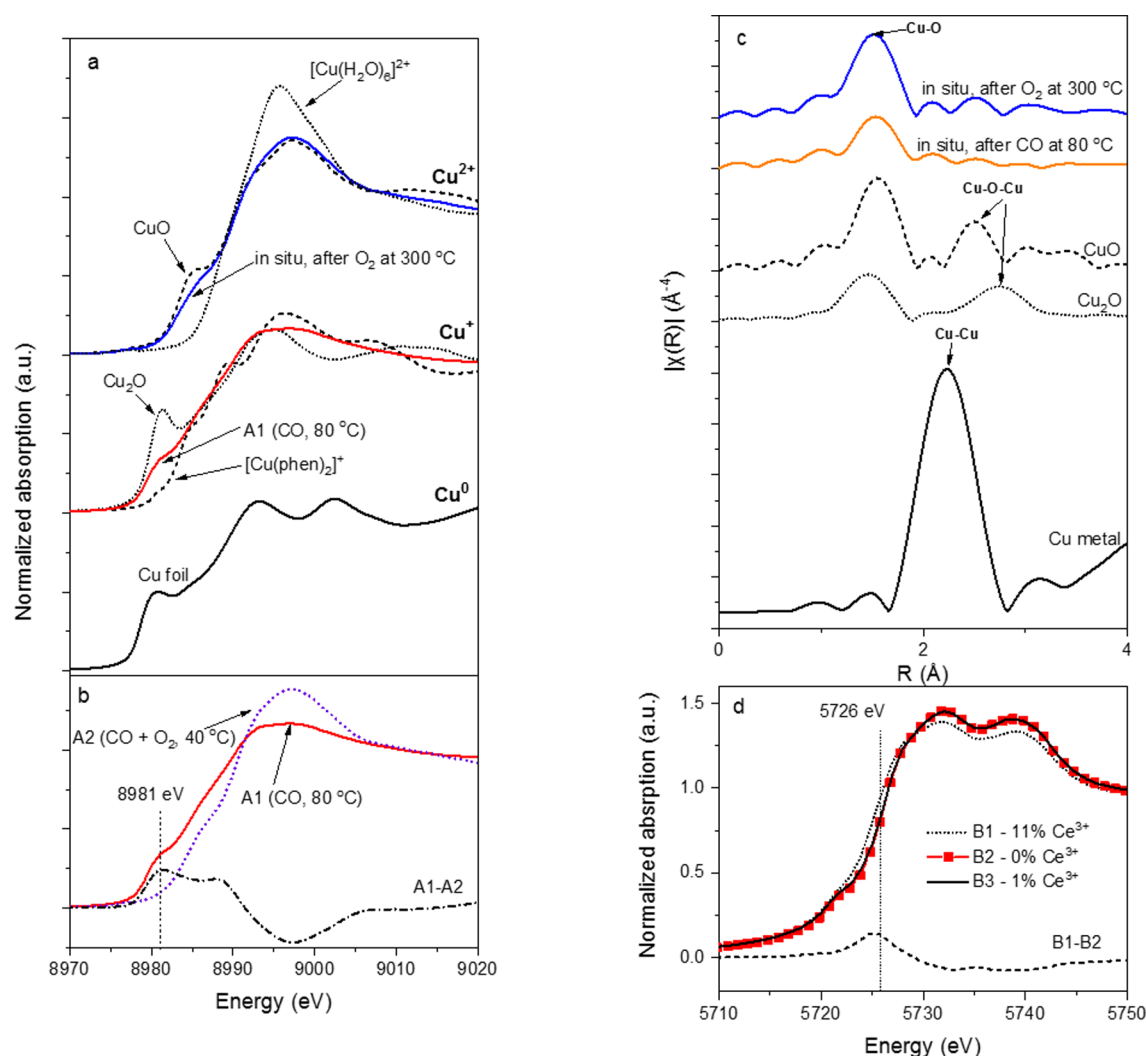 a
[Cu(H₂O)₆]²⁺
Cu²⁺
CuO
in situ, after O₂ at 300 °C
Cu⁺
Cu₂O
A1 (CO, 80 °C)
[Cu(phen)₂]⁺
Cu⁰
Cu foil
Normalized absorption (a.u.)
b
A2 (CO + O₂, 40 °C)
A1 (CO, 80 °C)
8981 eV
A1-A2
8970 8980 8990 9000 9010 9020
Energy (eV)
c
Cu-O
in situ, after O₂ at 300 °C
in situ, after CO at 80 °C
Cu-O-Cu
CuO
Cu₂O
Cu-Cu
Cu metal
|χ(R)| (Å⁻⁴)
0 2 4
R (Å)
d
5726 eV
B1 - 11% Ce³⁺
B2 - 0% Ce³⁺
B3 - 1% Ce³⁺
B1-B2
1.5
1.0
0.5
0.0
Normalized absrption (a.u.)
5710 5720 5730 5740 5750
Energy (eV)